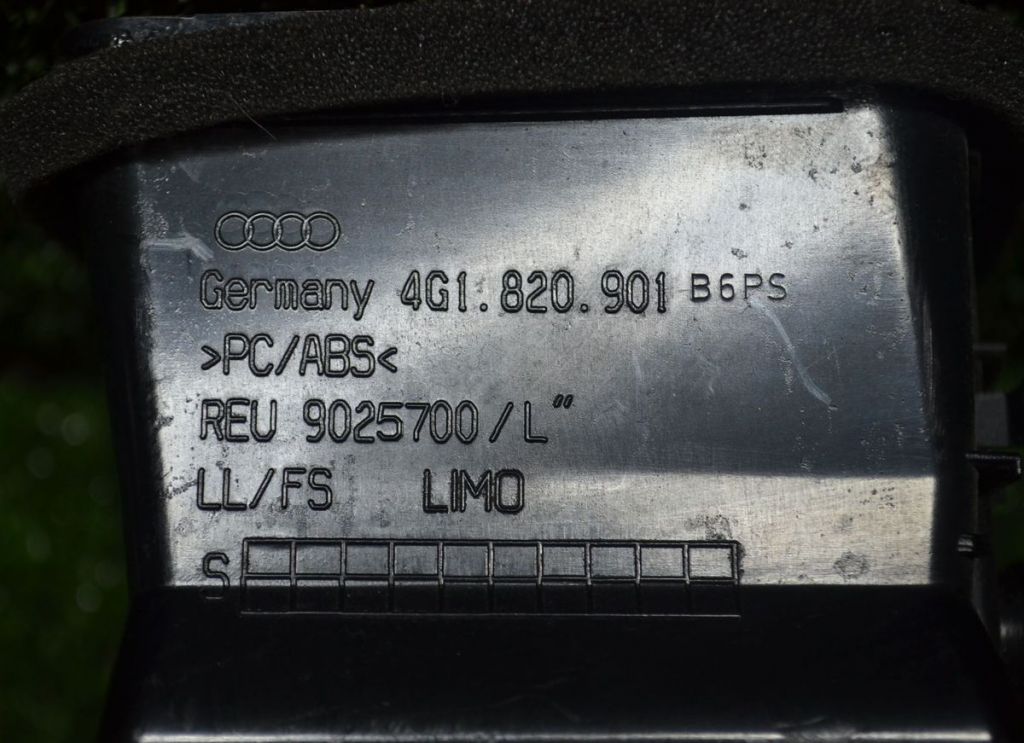 Germany 4G1.820.901 B6PS
>PC/ABS<
REU 9025700/L"
LL/FS LIMO
S